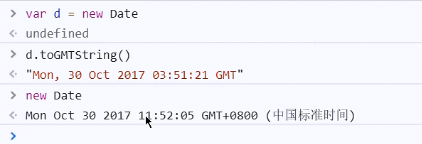 > var d = new Date
< undefined
> d.toGMTString()
< "Mon, 30 Oct 2017 03:51:21 GMT"
> new Date
< Mon Oct 30 2017 11:52:05 GMT+0800 (中国标准时间)
>